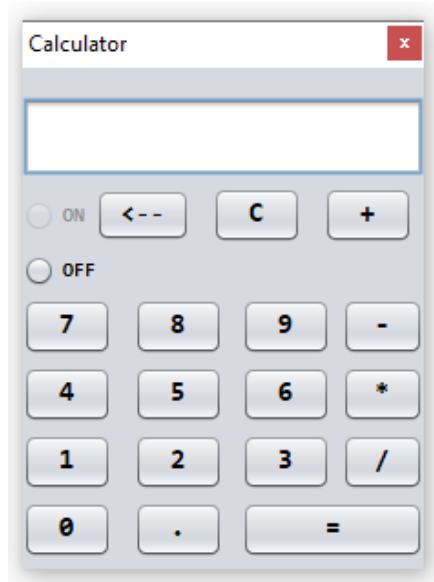 Calculator x
ON <-- C +
OFF
7 8 9 -
4 5 6 *
1 2 3 /
0 . =